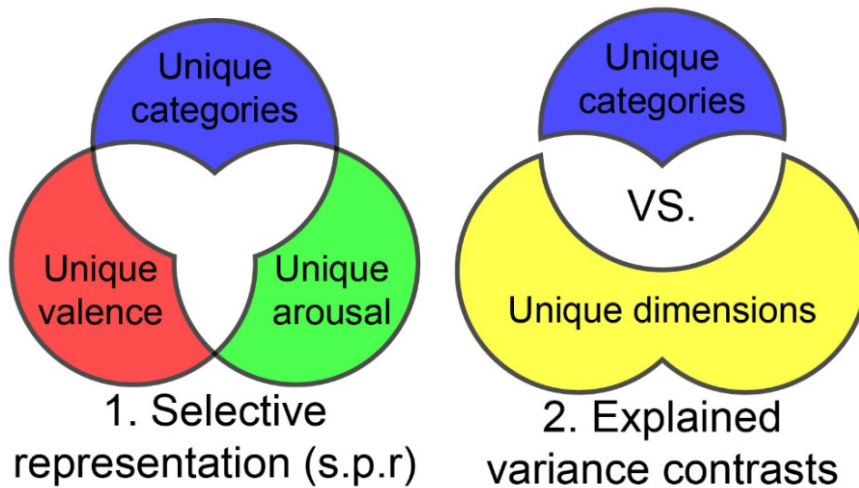 Unique
categories
Unique
valence
Unique
arousal
1. Selective
representation (s.p.r)
Unique
categories
VS.
Unique dimensions
2. Explained
variance contrasts